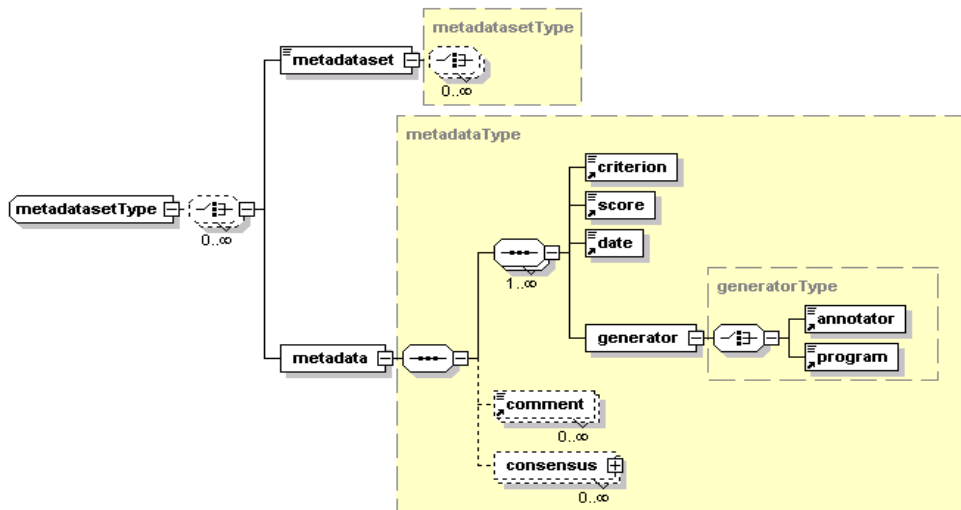 metadatasetType
metadataset
0..∞
metadataType
criterion
metadatasetType
score
0..∞
date
1..∞
generatorType
annotator
generator
program
metadata
comment
0..∞
consensus
0..∞